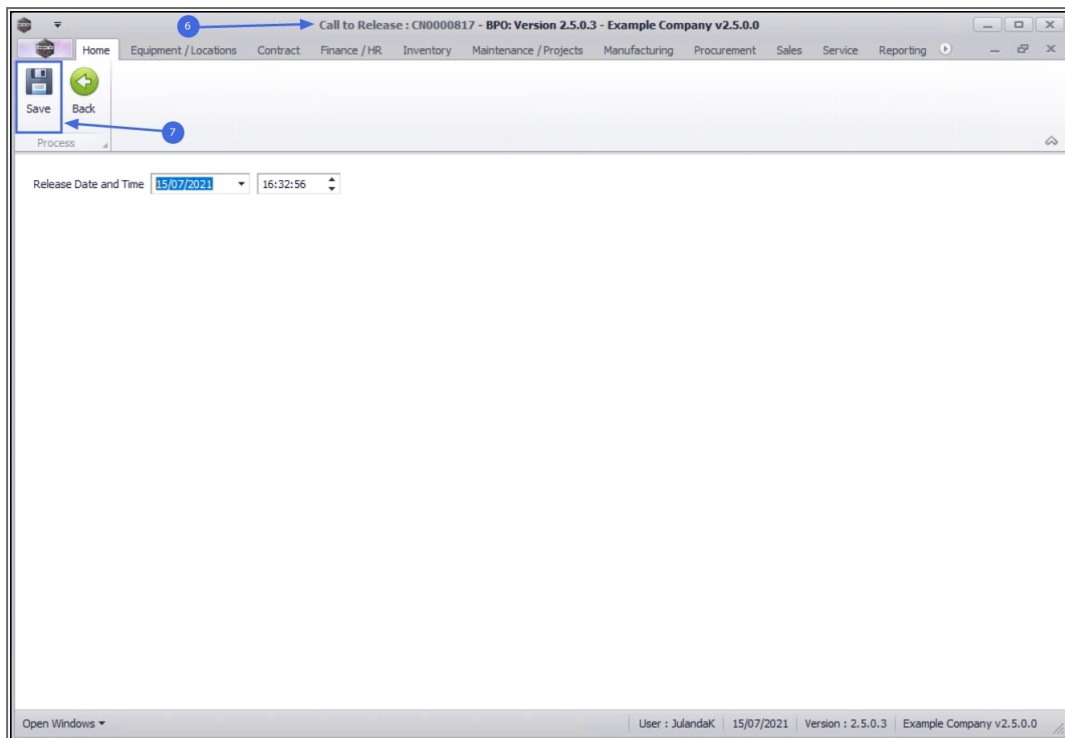 6
Call to Release : CN0000817 - BPO: Version 2.5.0.3 - Example Company v2.5.0.0
Home Equipment / Locations Contract Finance / HR Inventory Maintenance / Projects Manufacturing Procurement Sales Service Reporting
Save Back
7
Process
Release Date and Time 15/07/2021 16:32:56
Open Windows User : JulandaK 15/07/2021 Version : 2.5.0.3 Example Company v2.5.0.0